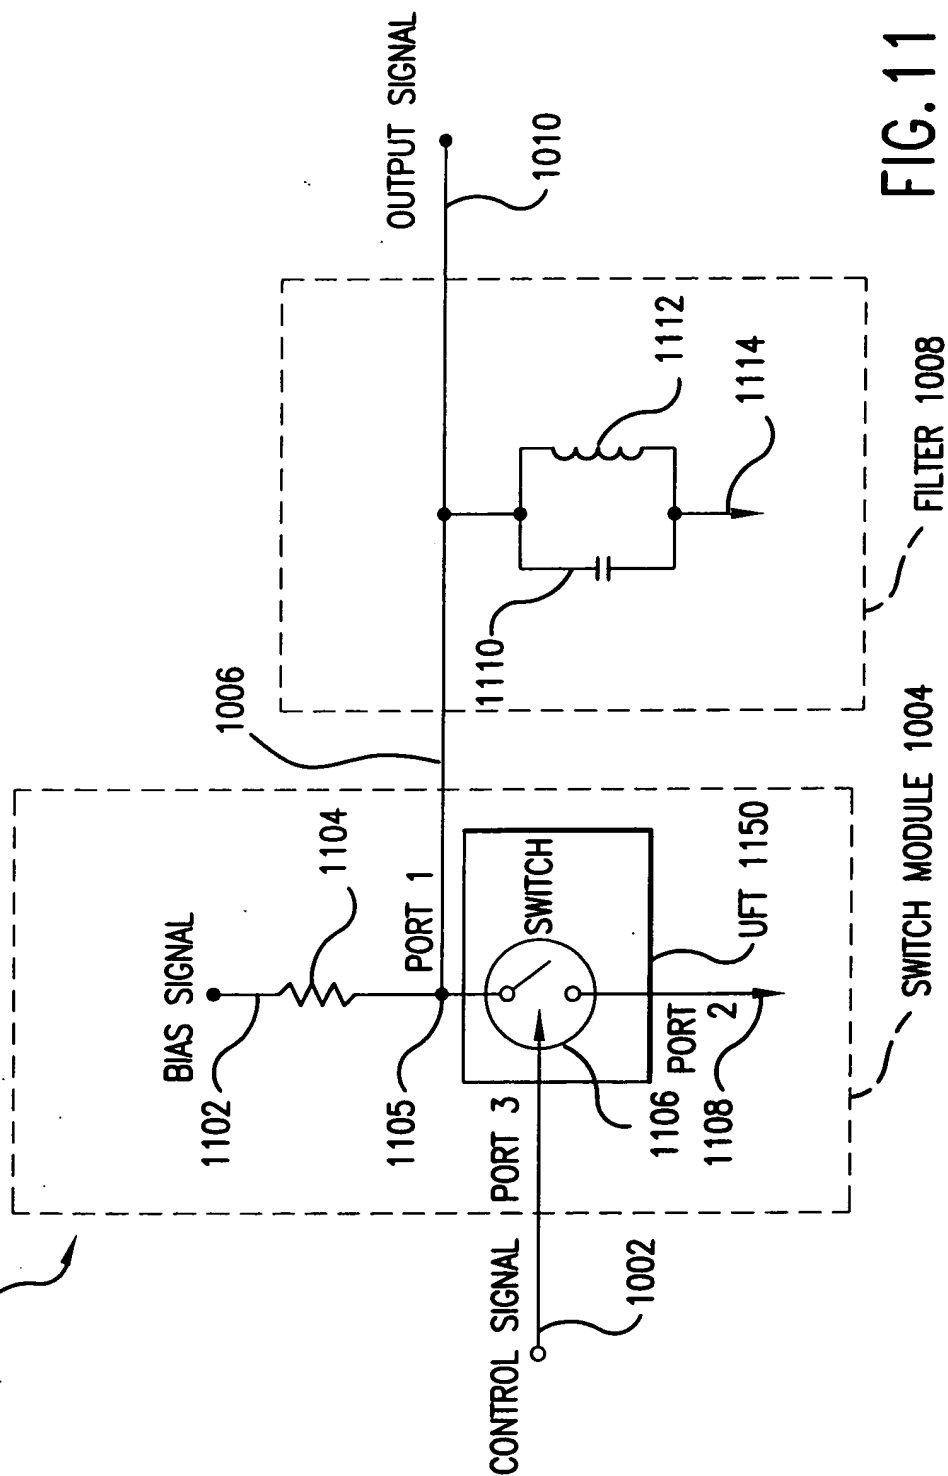 BIAS SIGNAL
1102
1104
1105
PORT 1
1006
OUTPUT SIGNAL
1010
CONTROL SIGNAL
PORT 3
1002
SWITCH
1106
PORT
2
1108
UFT 1150
SWITCH MODULE 1004
1110
1112
1114
FILTER 1008
FIG. 11